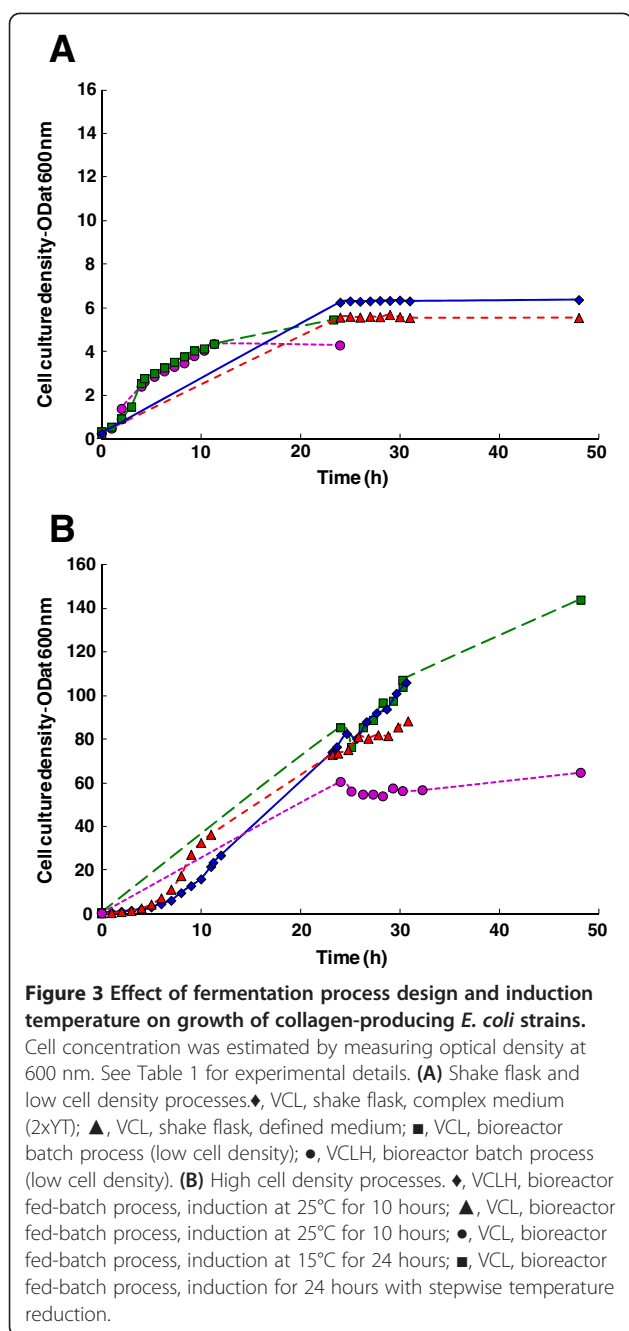 A
16
14
12
10
8
6
4
2
0
Cell culture density-OD at 600 nm
0 10 20 30 40 50
Time (h)
B
160
140
120
100
80
60
40
20
0
Cell culture density-OD at 600 nm
0 10 20 30 40 50
Time (h)
Figure 3 Effect of fermentation process design and induction
temperature on growth of collagen-producing E. coli strains.
Cell concentration was estimated by measuring optical density at
600 nm. See Table 1 for experimental details. (A) Shake flask and
low cell density processes.♦, VCL, shake flask, complex medium
(2xYT); ▲, VCL, shake flask, defined medium; ■, VCL, bioreactor
batch process (low cell density); ●, VCLH, bioreactor batch process
(low cell density). (B) High cell density processes. ♦, VCLH, bioreactor
fed-batch process, induction at 25°C for 10 hours; ▲, VCL, bioreactor
fed-batch process, induction at 25°C for 10 hours; ●, VCL, bioreactor
fed-batch process, induction at 15°C for 24 hours; ■, VCL, bioreactor
fed-batch process, induction for 24 hours with stepwise temperature
reduction.